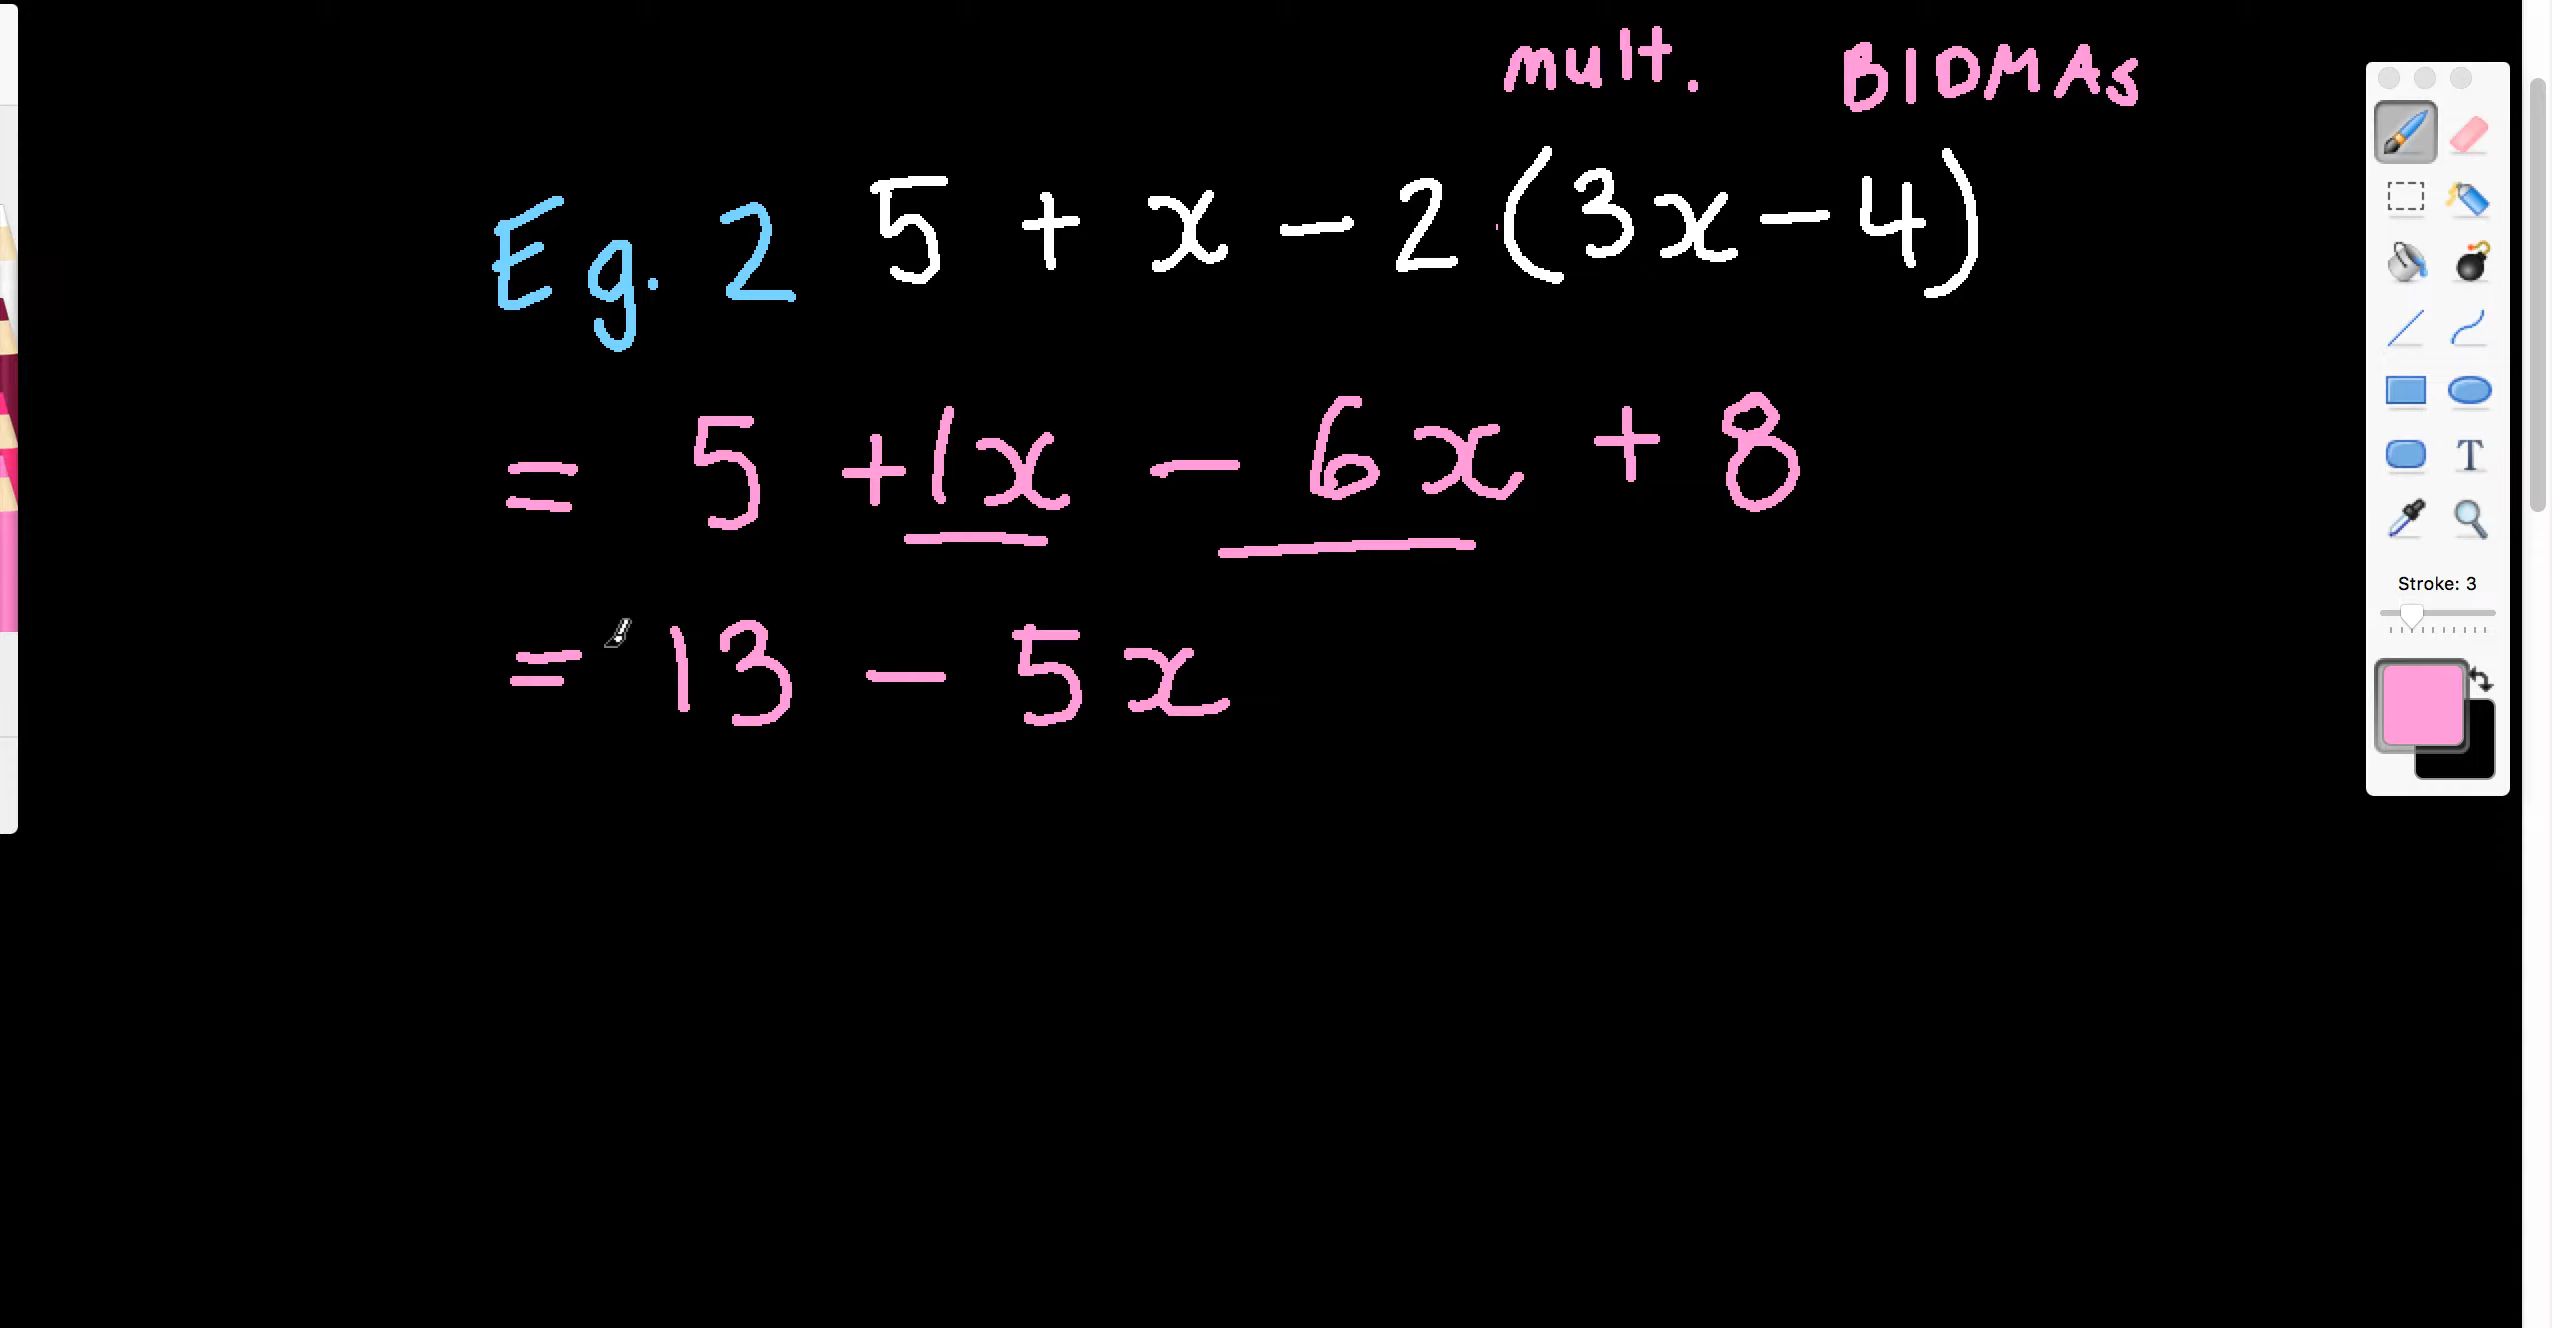 mult. BIDMAS
Eg. 2 5 + x - 2 (3x - 4)
= 5 + 1x - 6x + 8
= 13 - 5x
T
Stroke: 3